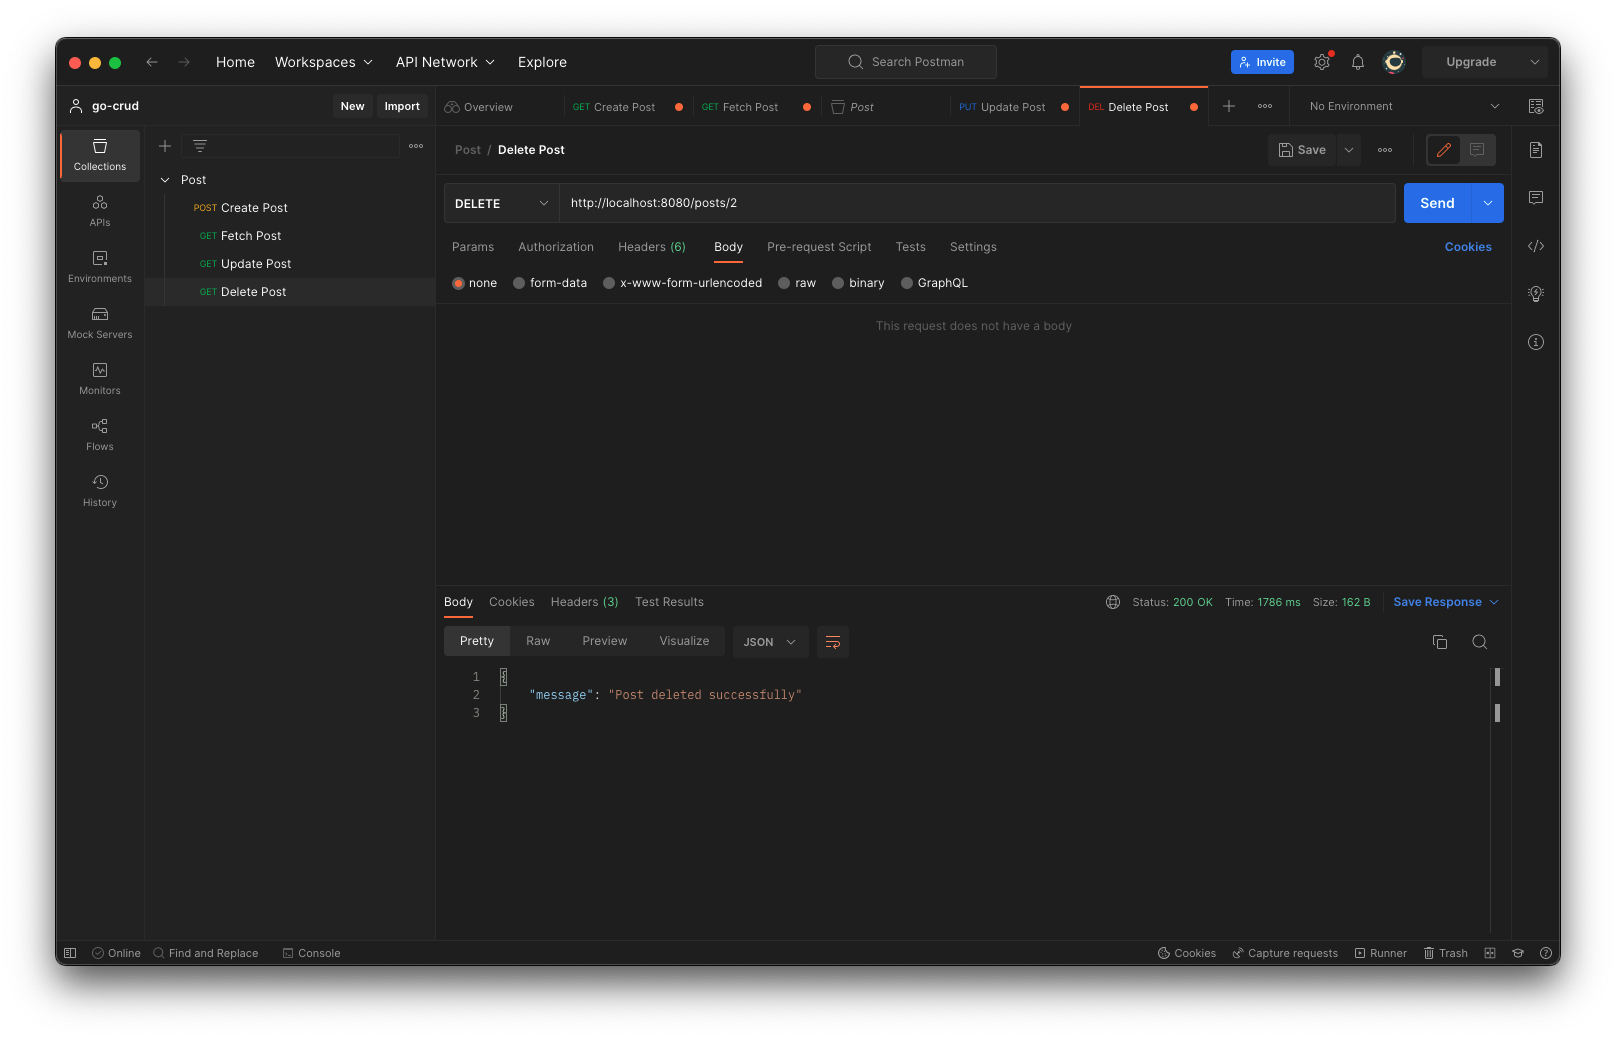 Home Workspaces API Network Explore Search Postman Invite Upgrade
go-crud New Import Overview GET Create Post GET Fetch Post Post PUT Update Post DEL Delete Post No Environment
Collections
APIs
Environments
Mock Servers
Monitors
Flows
History
Post
POST Create Post
GET Fetch Post
GET Update Post
GET Delete Post
Post / Delete Post Save
DELETE http://localhost:8080/posts/2 Send
Params Authorization Headers (6) Body Pre-request Script Tests Settings Cookies
none form-data x-www-form-urlencoded raw binary GraphQL
This request does not have a body
Body Cookies Headers (3) Test Results Status: 200 OK Time: 1786 ms Size: 162 B Save Response
Pretty Raw Preview Visualize JSON
1 {
2 "message": "Post deleted successfully"
3 }
Online Find and Replace Console Cookies Capture requests Runner Trash